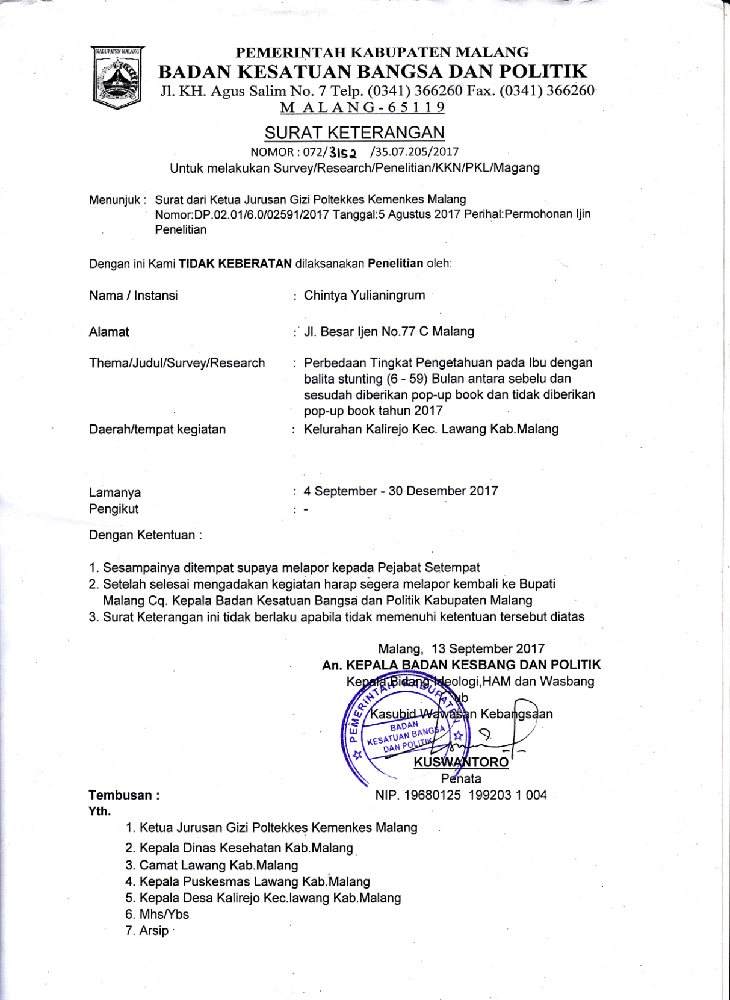 KABUPATEN MALANG
PEMERINTAH KABUPATEN MALANG
BADAN KESATUAN BANGSA DAN POLITIK
Jl. KH. Agus Salim No. 7 Telp. (0341) 366260 Fax. (0341) 366260
M A L A N G - 6 5 1 1 9
SURAT KETERANGAN
NOMOR : 072/3152 /35.07.205/2017
Untuk melakukan Survey/Research/Penelitian/KKN/PKL/Magang
Menunjuk : Surat dari Ketua Jurusan Gizi Poltekkes Kemenkes Malang
Nomor:DP.02.01/6.0/02591/2017 Tanggal:5 Agustus 2017 Perihal:Permohonan Ijin
Penelitian
Dengan ini Kami TIDAK KEBERATAN dilaksanakan Penelitian oleh:
Nama / Instansi : Chintya Yulianingrum
Alamat : Jl. Besar Ijen No.77 C Malang
Thema/Judul/Survey/Research : Perbedaan Tingkat Pengetahuan pada Ibu dengan
balita stunting (6 - 59) Bulan antara sebelu dan
sesudah diberikan pop-up book dan tidak diberikan
pop-up book tahun 2017
Daerah/tempat kegiatan : Kelurahan Kalirejo Kec. Lawang Kab.Malang
Lamanya : 4 September - 30 Desember 2017
Pengikut : -
Dengan Ketentuan :
1. Sesampainya ditempat supaya melapor kepada Pejabat Setempat
2. Setelah selesai mengadakan kegiatan harap segera melapor kembali ke Bupati
Malang Cq. Kepala Badan Kesatuan Bangsa dan Politik Kabupaten Malang
3. Surat Keterangan ini tidak berlaku apabila tidak memenuhi ketentuan tersebut diatas
Malang, 13 September 2017
An. KEPALA BADAN KESBANG DAN POLITIK
Kepala Bidang Ideologi,HAM dan Wasbang
ub
Kasubid Wawasan Kebangsaan
PEMERINTAH KABUPATEN
BADAN
KESATUAN BANGSA
DAN POLITIK
KUSWANTORO
Penata
NIP. 19680125 199203 1 004
Tembusan :
Yth.
1. Ketua Jurusan Gizi Poltekkes Kemenkes Malang
2. Kepala Dinas Kesehatan Kab.Malang
3. Camat Lawang Kab.Malang
4. Kepala Puskesmas Lawang Kab.Malang
5. Kepala Desa Kalirejo Kec.lawang Kab.Malang
6. Mhs/Ybs
7. Arsip